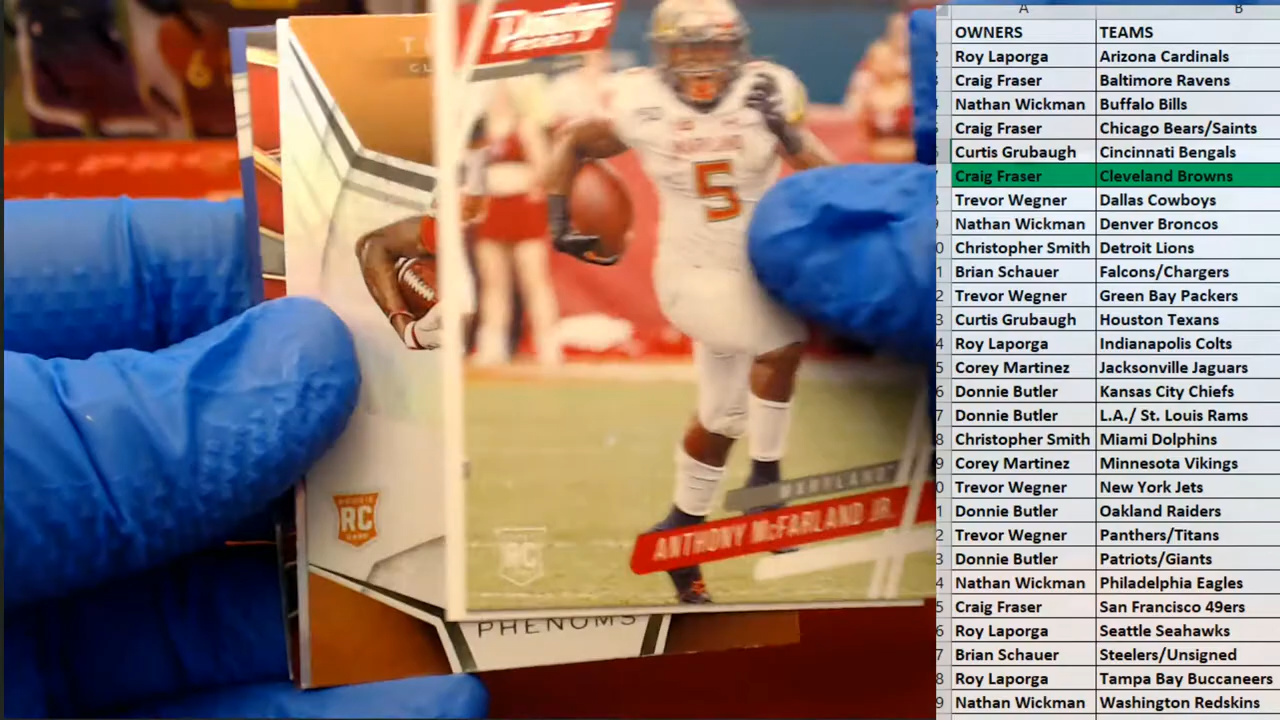 Prestige
6
5
MARYLAND
ANTHONY McFARLAND JR.
RC
ROOKIE
RC
CARD
PHENOMS
A B
OWNERS TEAMS
Roy Laporga Arizona Cardinals
Craig Fraser Baltimore Ravens
Nathan Wickman Buffalo Bills
Craig Fraser Chicago Bears/Saints
Curtis Grubaugh Cincinnati Bengals
Craig Fraser Cleveland Browns
Trevor Wegner Dallas Cowboys
Nathan Wickman Denver Broncos
Christopher Smith Detroit Lions
Brian Schauer Falcons/Chargers
Trevor Wegner Green Bay Packers
Curtis Grubaugh Houston Texans
Roy Laporga Indianapolis Colts
Corey Martinez Jacksonville Jaguars
Donnie Butler Kansas City Chiefs
Donnie Butler L.A./ St. Louis Rams
Christopher Smith Miami Dolphins
Corey Martinez Minnesota Vikings
Trevor Wegner New York Jets
Donnie Butler Oakland Raiders
Trevor Wegner Panthers/Titans
Donnie Butler Patriots/Giants
Nathan Wickman Philadelphia Eagles
Craig Fraser San Francisco 49ers
Roy Laporga Seattle Seahawks
Brian Schauer Steelers/Unsigned
Roy Laporga Tampa Bay Buccaneers
Nathan Wickman Washington Redskins